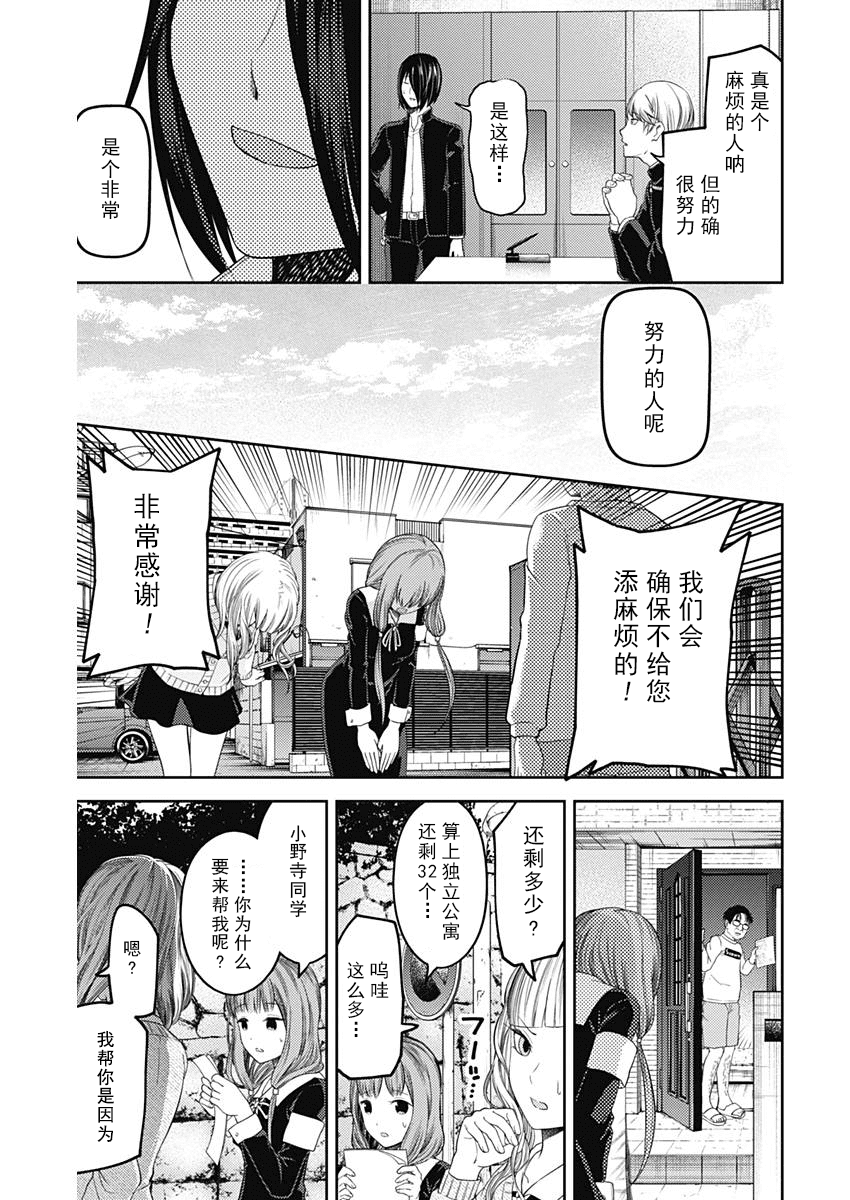 真是个
麻烦的人呐
但的确
很努力
是这样…
是个非常
努力的人呢
我们会
确保不给您
添麻烦的！
非常感谢！
还剩多少？
算上独立公寓
还剩32个…
呜哇
这么多…
フーッ
小野寺同学
……你为什么
要来帮我呢？
嗯？
我帮你是因为